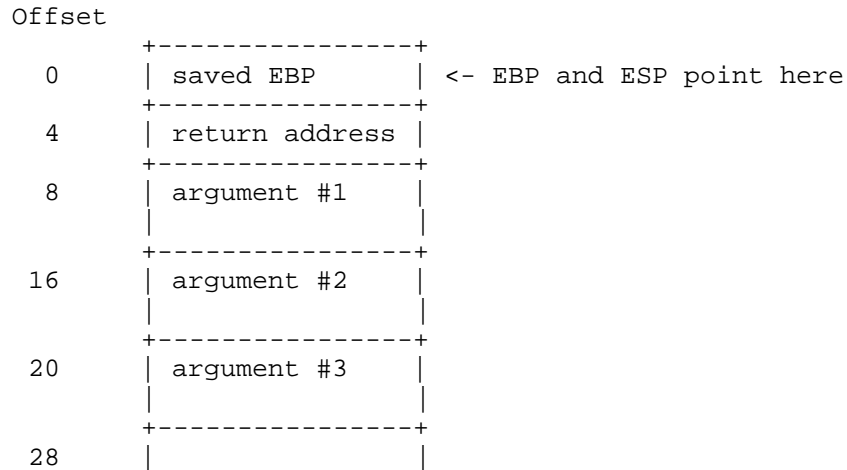 Offset
+----------------+
0 | saved EBP | <- EBP and ESP point here
+----------------+
4 | return address |
+----------------+
8 | argument #1 |
| |
+----------------+
16 | argument #2 |
| |
+----------------+
20 | argument #3 |
| |
+----------------+
28 | |